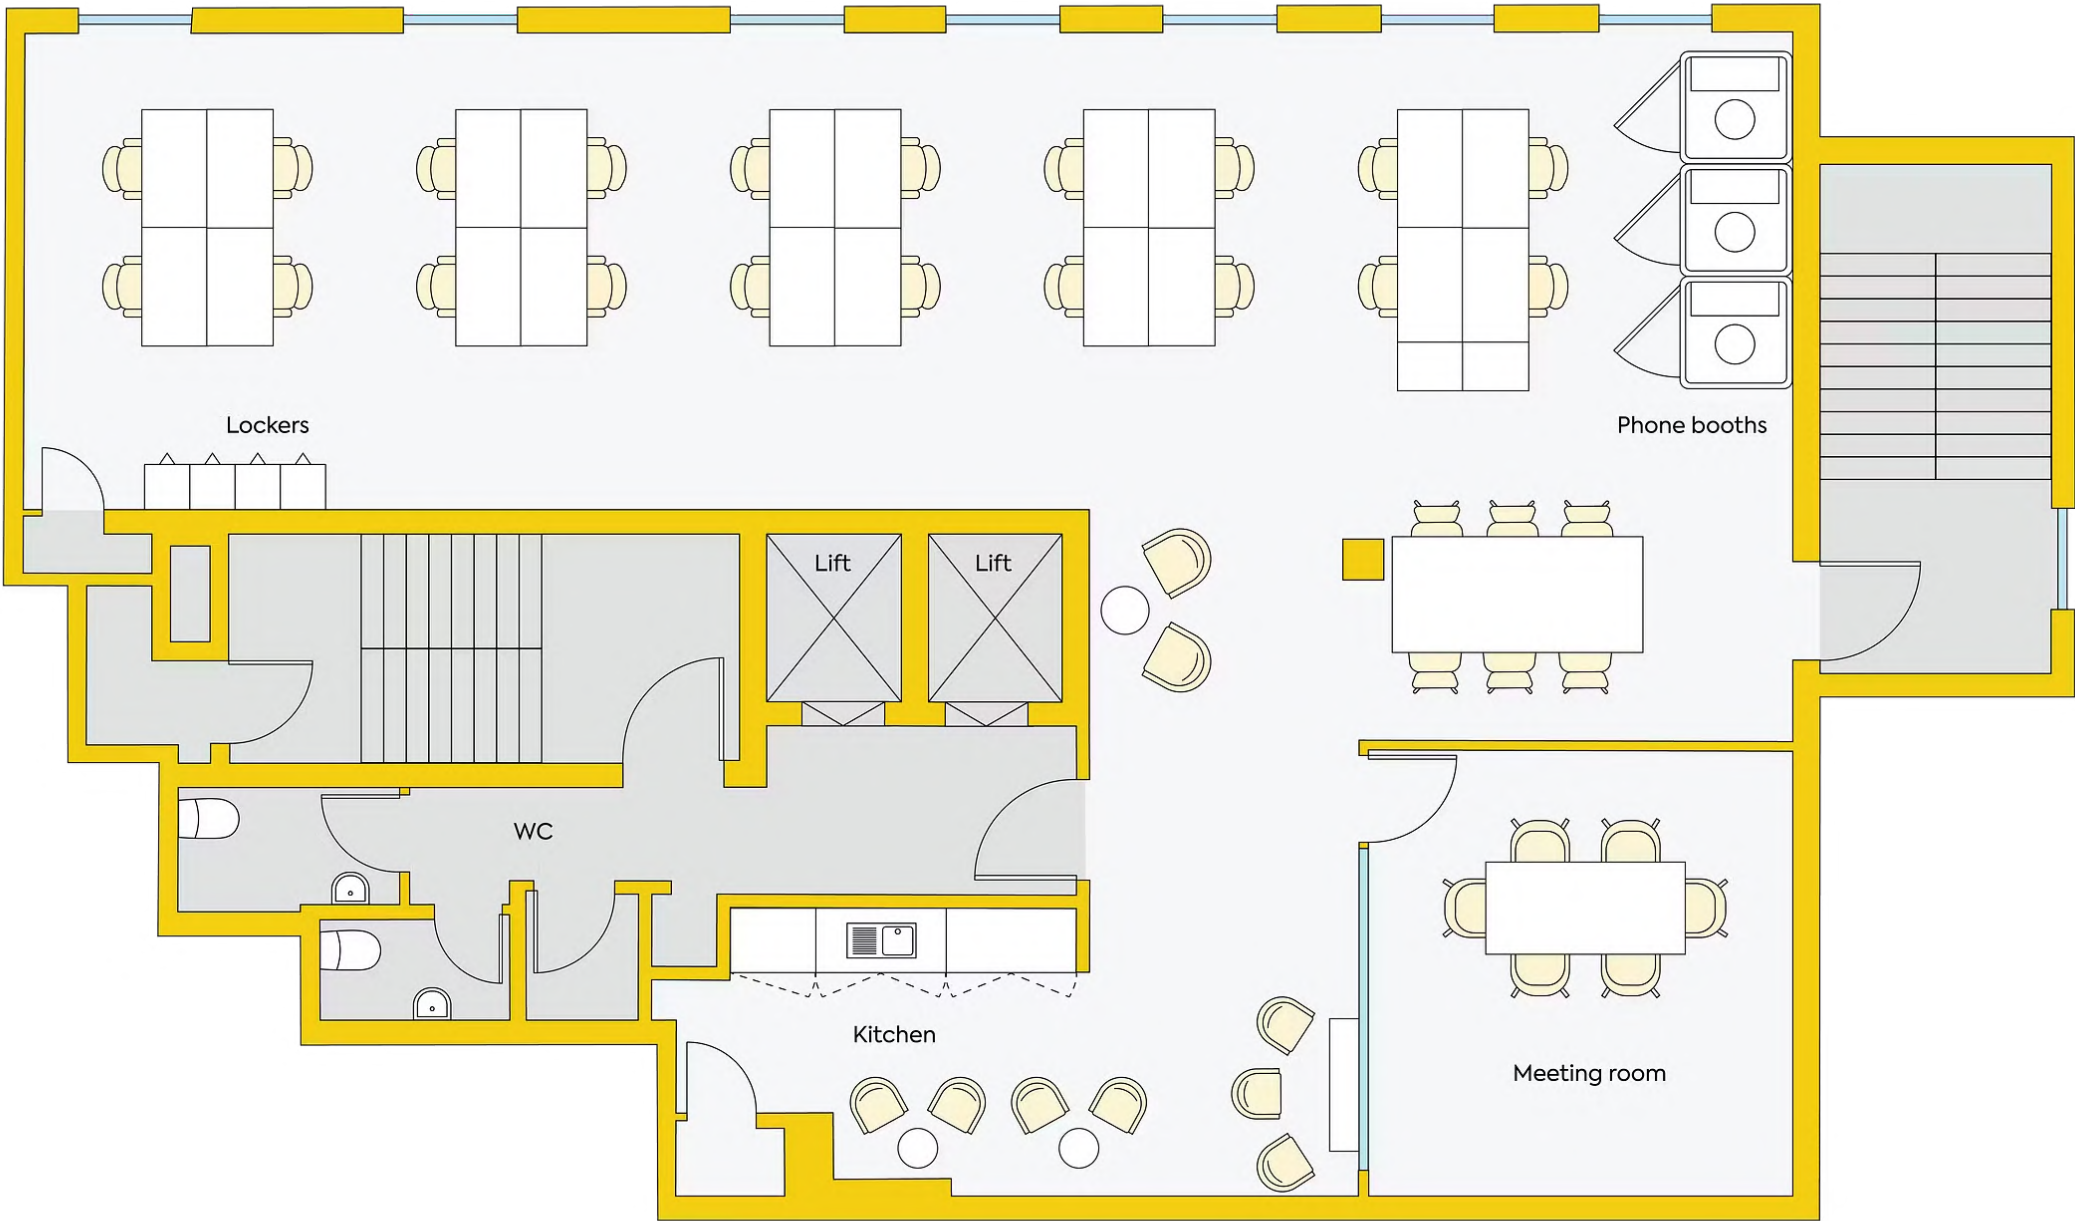 Lockers
Phone booths
Lift
Lift
WC
Kitchen
Meeting room